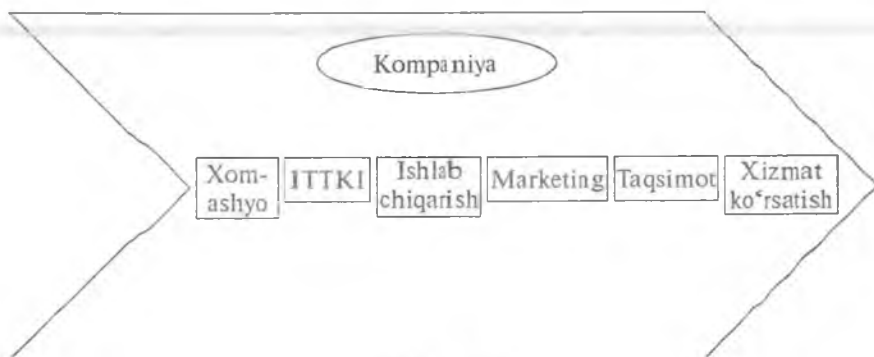 Kompaniya
Xom-
ashyo
ITTKI
Ishlab
chiqarish
Marketing
Taqsimot
Xizmat
ko‘rsatish